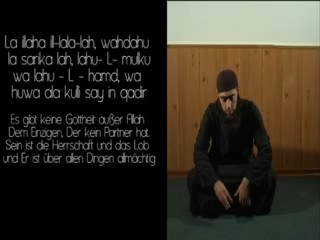 La illaha ill-lala-lah, wahdahu
la sarika lah, lahu- L- mulku
wa lahu - L - hamd, wa
huwa ala kulli say in qadir
Es gibt keine Gottheit außer Allah
Dem Einzigen, Der kein Partner hat.
Sein ist die Herrschaft und das Lob
und Er ist über allen Dingen allmächtig